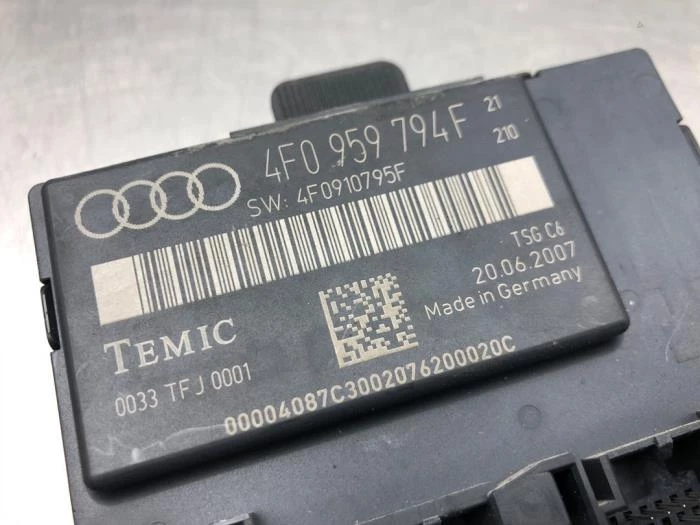 4F0 959 794F 21
210
SW: 4F0910795F
TSG C6
20.06.2007
Made in Germany
TEMIC
0033 TFJ 0001
00004087C3002076200020C